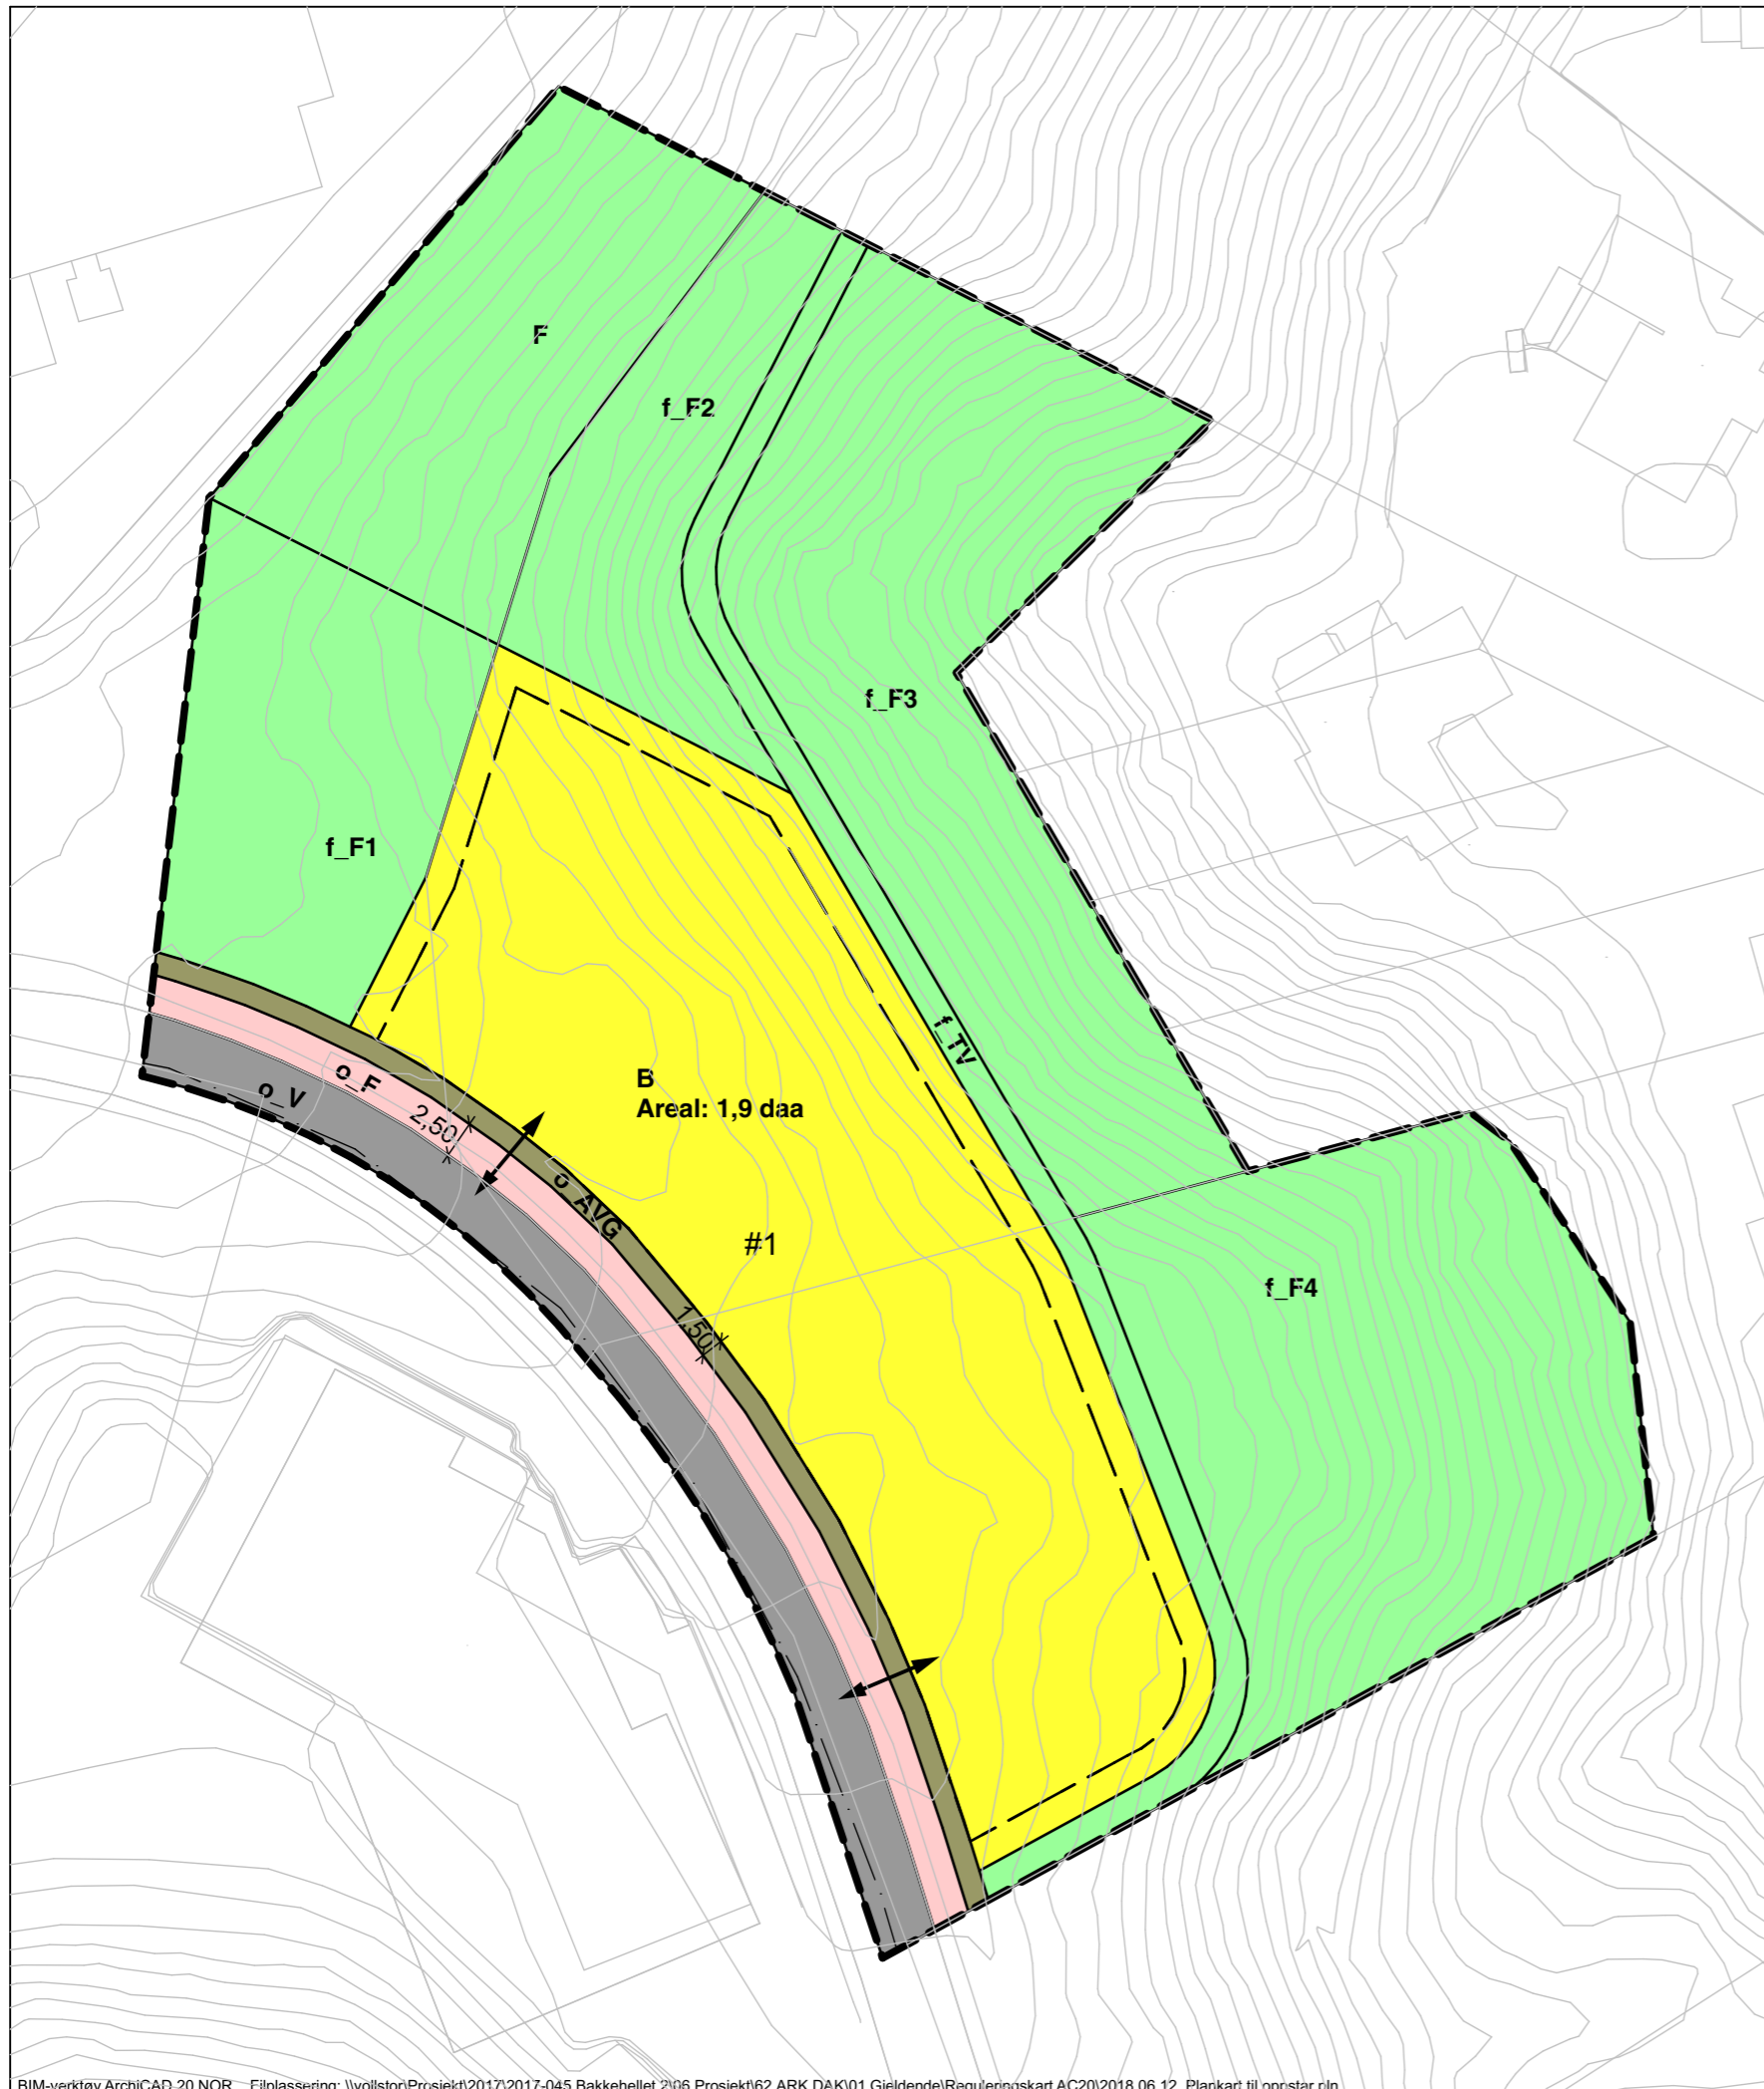 F
f_F2
f_F3
f_F1
f_TV
B
Areal: 1,9 daa
o_F
o_V
2,50
o_AVG
#1
f_F4
1,50
BIM-verktøy ArchiCAD 20 NOR Filplassering: \\vollstor\Prosjekt\2017\2017-045 Bakkehellet 2\06 Prosjekt\62 ARK DAK\01 Gjeldende\Reguleringskart AC20\2018.06.12_Plankart til oppstar.pln